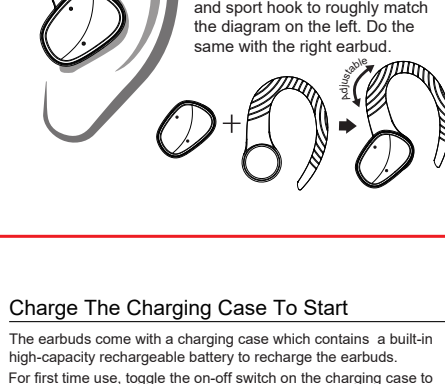 and sport hook to roughly match
the diagram on the left. Do the
same with the right earbud.
Adjustable
Charge The Charging Case To Start
The earbuds come with a charging case which contains a built-in
high-capacity rechargeable battery to recharge the earbuds.
For first time use, toggle the on-off switch on the charging case to